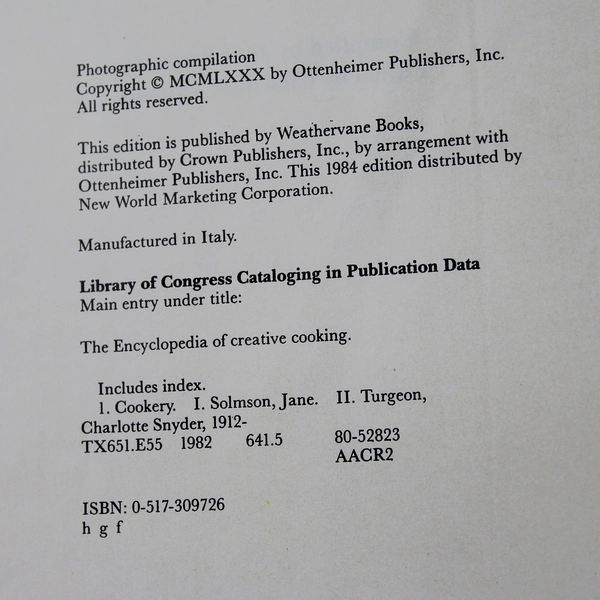 Photographic compilation
Copyright © MCMLXXX by Ottenheimer Publishers, Inc.
All rights reserved.
This edition is published by Weathervane Books,
distributed by Crown Publishers, Inc., by arrangement with
Ottenheimer Publishers, Inc. This 1984 edition distributed by
New World Marketing Corporation.
Manufactured in Italy.
Library of Congress Cataloging in Publication Data
Main entry under title:
The Encyclopedia of creative cooking.
Includes index.
1. Cookery. I. Solmson, Jane. II. Turgeon,
Charlotte Snyder, 1912-
TX651.E55 1982 641.5 80-52823
AACR2
ISBN: 0-517-309726
h g f